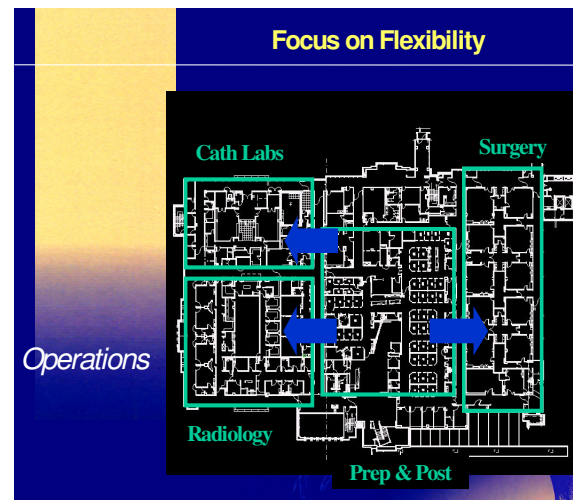 Focus on Flexibility
Cath Labs
Surgery
Operations
Radiology
Prep & Post